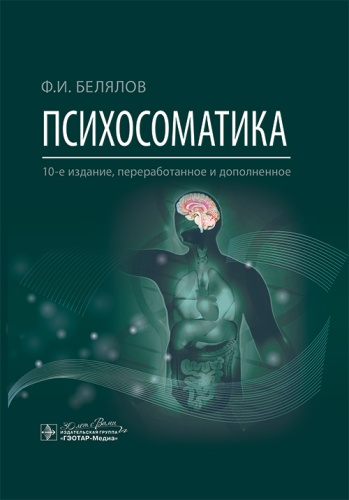 Ф.И. БЕЛЯЛОВ
ПСИХОСОМАТИКА
10-е издание, переработанное и дополненное
ИЗДАТЕЛЬСКАЯ ГРУППА
«ГЭОТАР-Медиа»